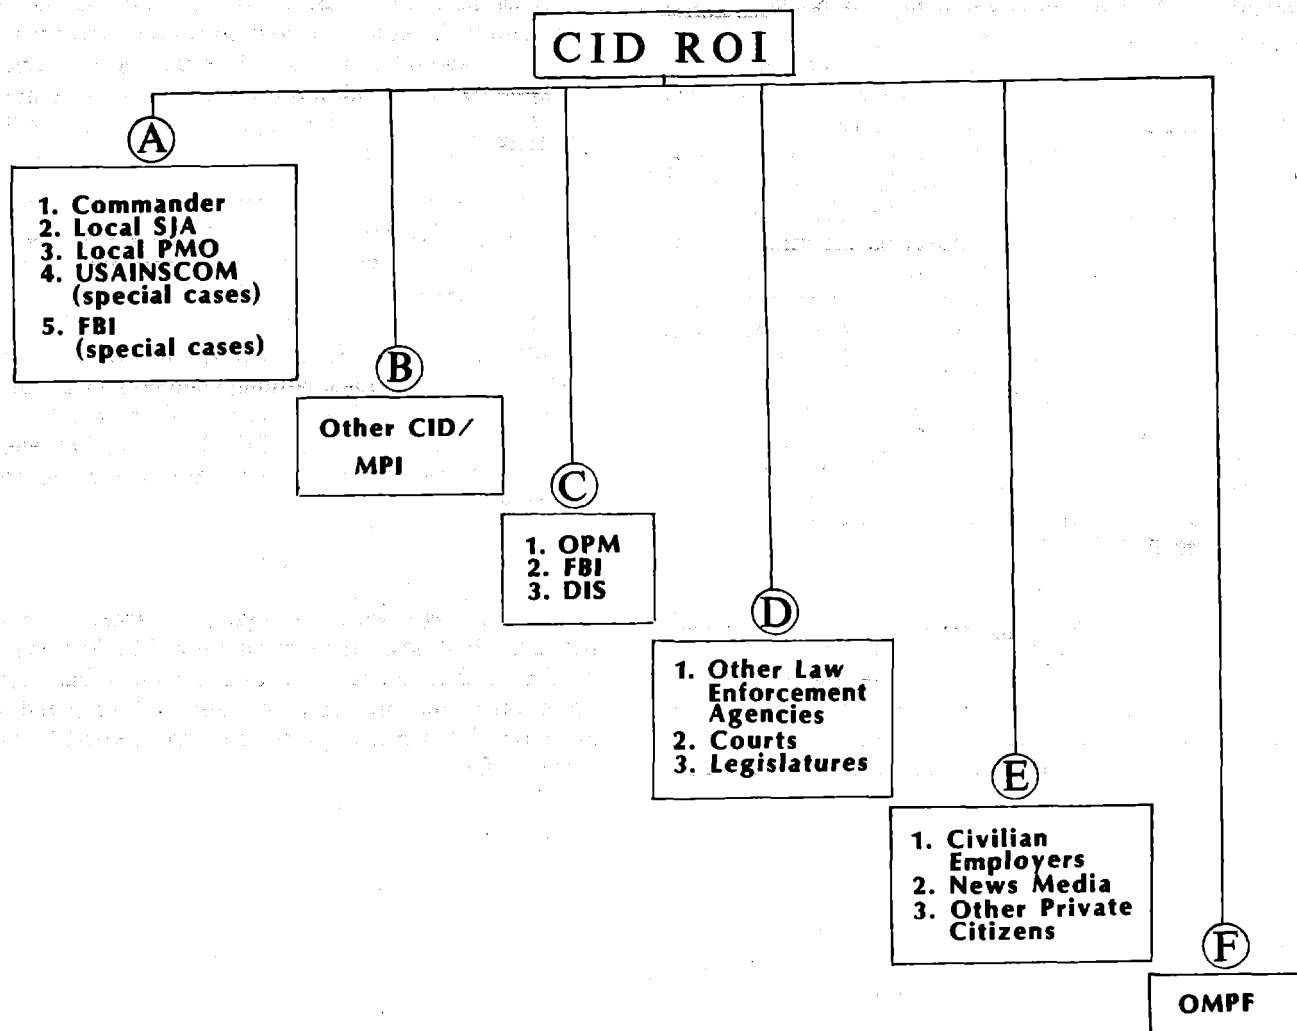 CID ROI
A
1. Commander
2. Local SJA
3. Local PMO
4. USAINSCOM
(special cases)
5. FBI
(special cases)
B
Other CID/
MPI
C
1. OPM
2. FBI
3. DIS
D
1. Other Law
Enforcement
Agencies
2. Courts
3. Legislatures
E
1. Civilian
Employers
2. News Media
3. Other Private
Citizens
F
OMPF